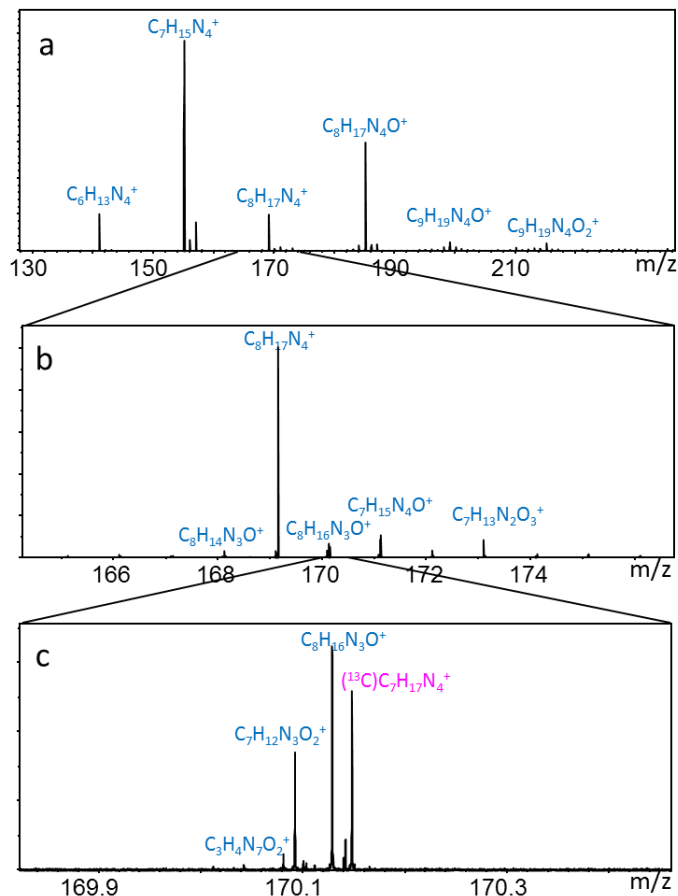 a
C₇H₁₅N₄⁺
C₈H₁₇N₄O⁺
C₆H₁₃N₄⁺
C₈H₁₇N₄⁺
C₉H₁₉N₄O⁺
C₉H₁₉N₄O₂⁺
130 150 170 190 210 m/z
b
C₈H₁₇N₄⁺
C₈H₁₄N₃O⁺
C₈H₁₆N₃O⁺
C₇H₁₅N₄O⁺
C₇H₁₃N₂O₃⁺
166 168 170 172 174 m/z
c
C₈H₁₆N₃O⁺
(¹³C)C₇H₁₇N₄⁺
C₇H₁₂N₃O₂⁺
C₃H₄N₇O₂⁺
169.9 170.1 170.3 m/z